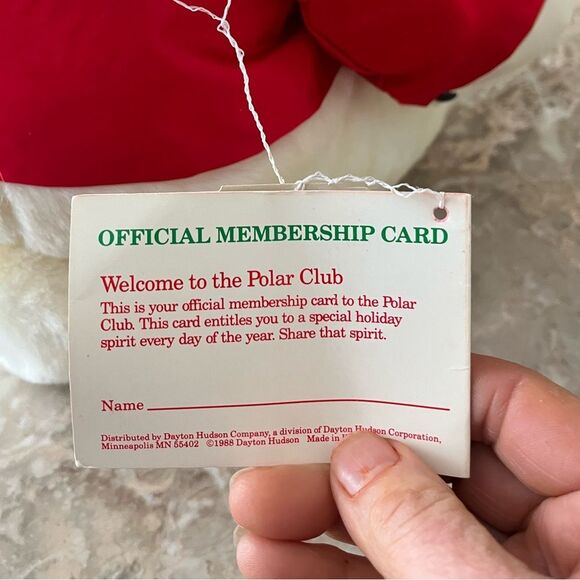 OFFICIAL MEMBERSHIP CARD
Welcome to the Polar Club
This is your official membership card to the Polar
Club. This card entitles you to a special holiday
spirit every day of the year. Share that spirit.
Name
Distributed by Dayton Hudson Company, a division of Dayton Hudson Corporation,
Minneapolis MN 55402 ©1988 Dayton Hudson Made in